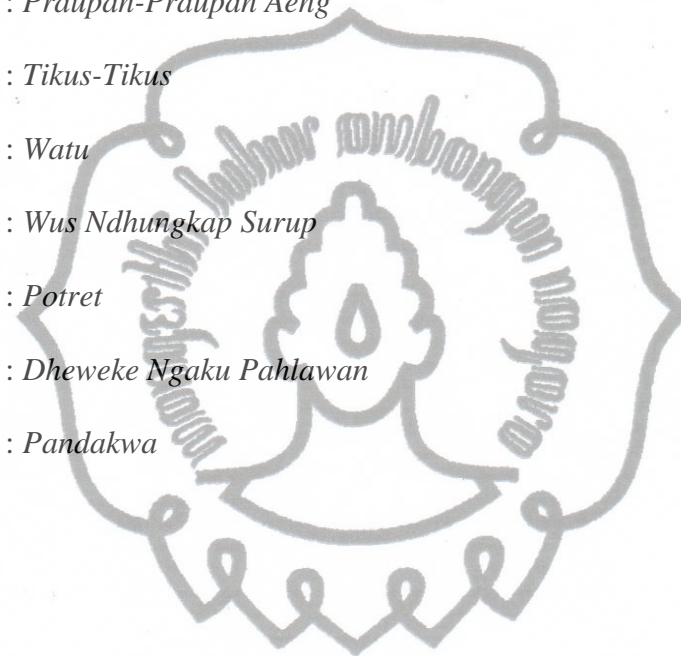 : Praupan-Praupan Aeng
: Tikus-Tikus
: Watu
: Wus Ndhungkap Surup
: Potret
: Dheweke Ngaku Pahlawan
: Pandakwa